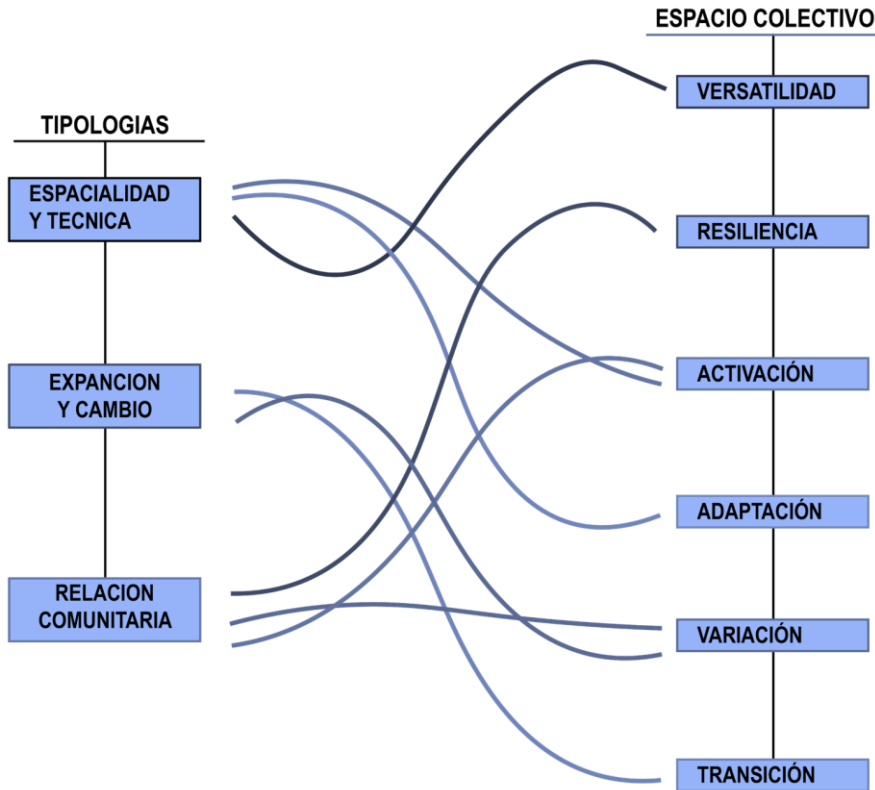 TIPOLOGIAS
ESPACIALIDAD
Y TECNICA
EXPANCION
Y CAMBIO
RELACION
COMUNITARIA
ESPACIO COLECTIVO
VERSATILIDAD
RESILIENCIA
ACTIVACIÓN
ADAPTACIÓN
VARIACIÓN
TRANSICIÓN